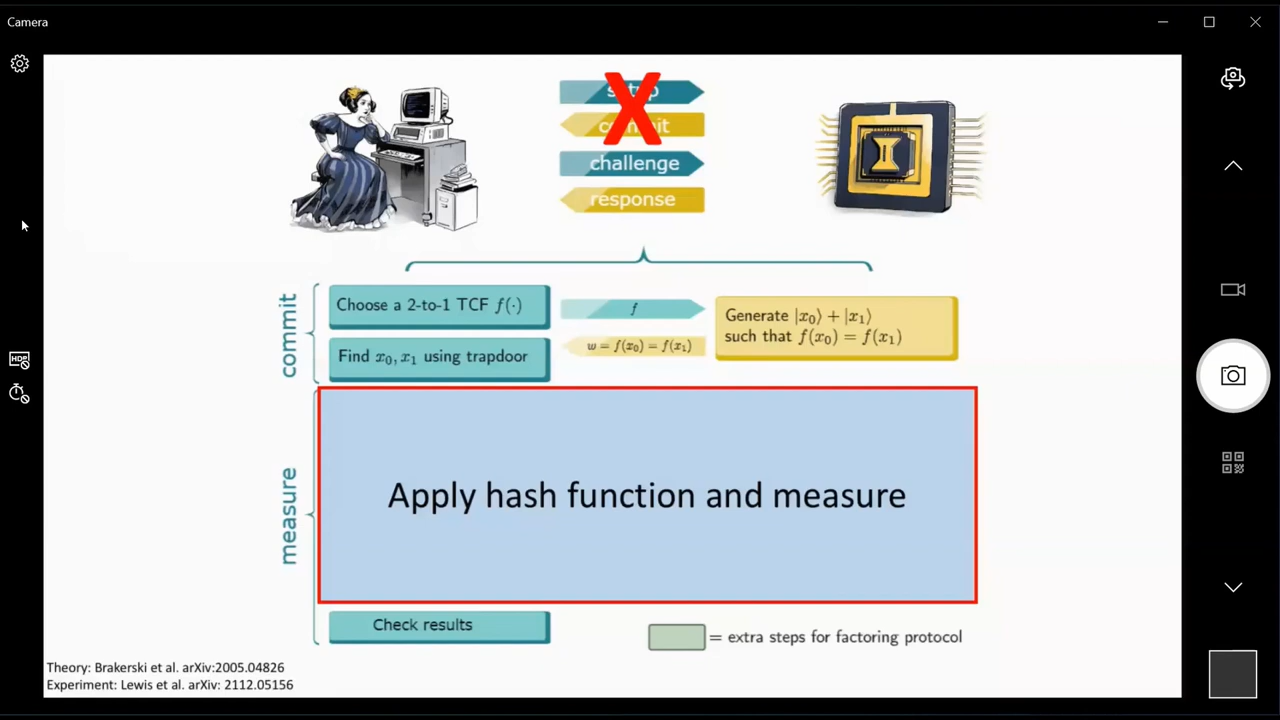 Camera
setup
commit
challenge
response
commit
Choose a 2-to-1 TCF f(·)
f
Generate |x₀⟩ + |x₁⟩
such that f(x₀) = f(x₁)
Find x₀, x₁ using trapdoor
w = f(x₀) = f(x₁)
measure
Apply hash function and measure
Check results
= extra steps for factoring protocol
Theory: Brakerski et al. arXiv:2005.04826
Experiment: Lewis et al. arXiv: 2112.05156